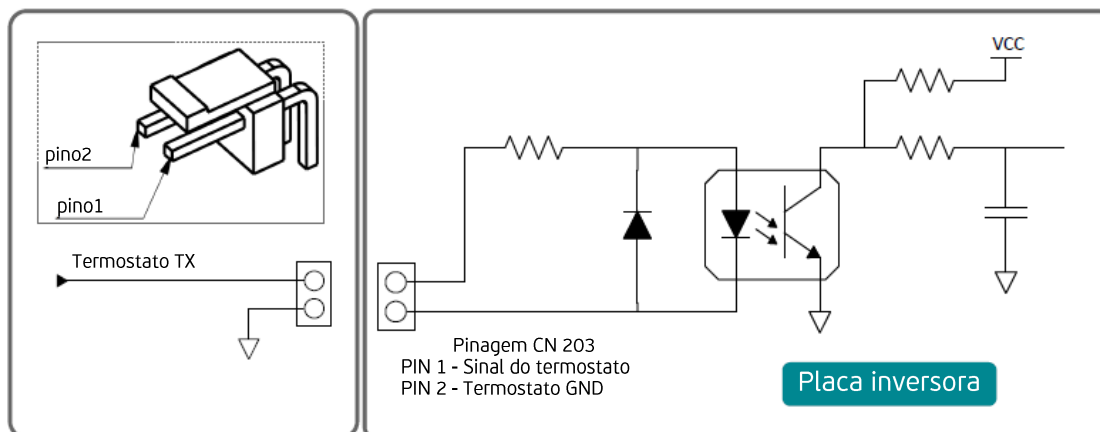 pino2
pino1
Termostato TX
VCC
Pinagem CN 203
PIN 1 - Sinal do termostato
PIN 2 - Termostato GND
Placa inversora